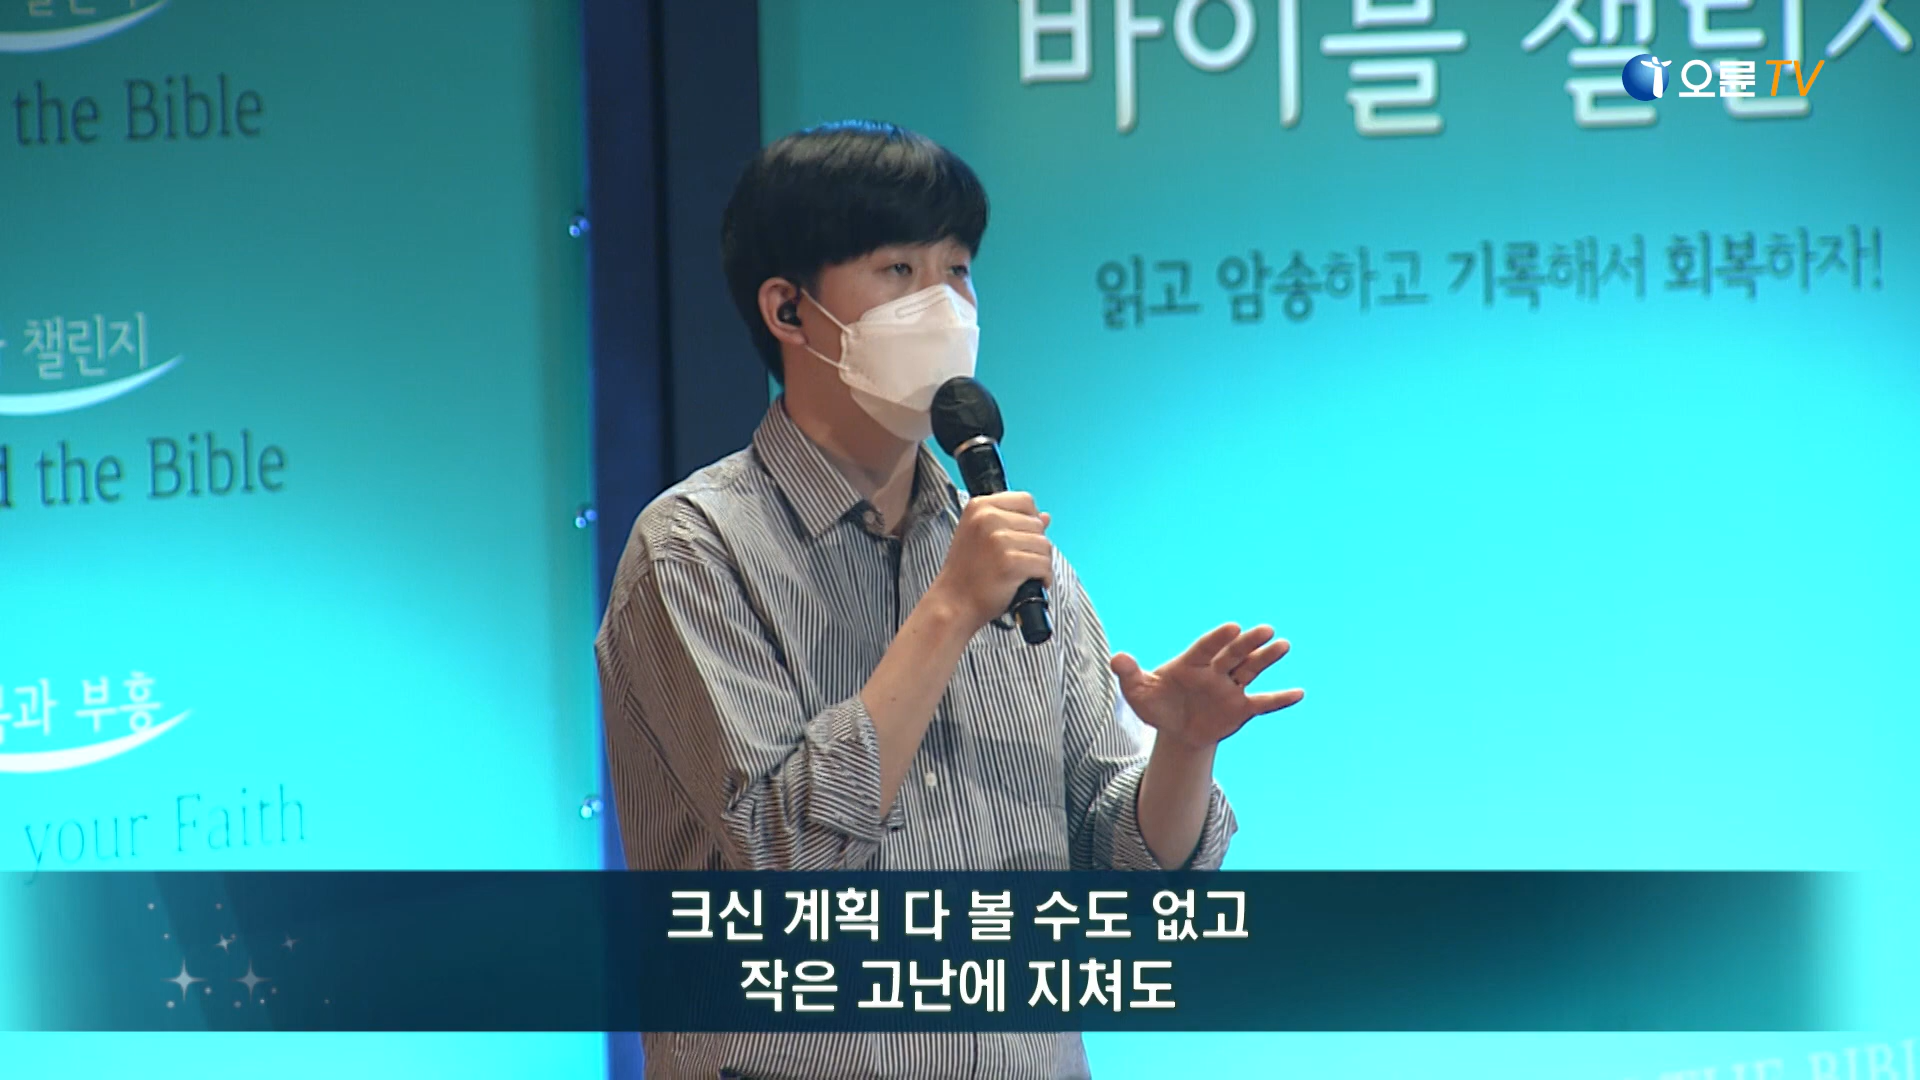 the Bible
챌린지
the Bible
부흥
your Faith
바이블 챌린지
오륜TV
읽고 암송하고 기록해서 회복하자!
크신 계획 다 볼 수도 없고
작은 고난에 지쳐도
THE BIBL